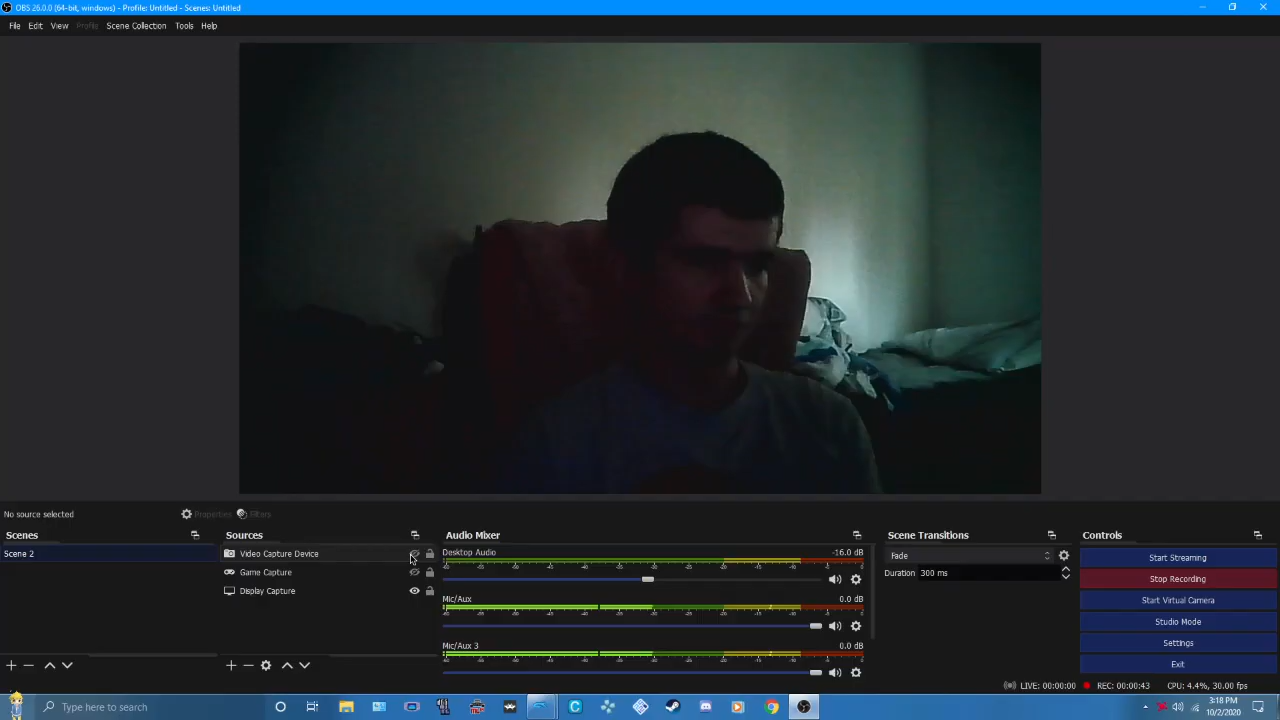 OBS 26.0.0 (64-bit, windows) - Profile: Untitled - Scenes: Untitled
File Edit View Profile Scene Collection Tools Help
No source selected Properties Filters
Scenes Sources Audio Mixer Scene Transitions Controls
Scene 2
Video Capture Device
Game Capture
Display Capture
Desktop Audio -16.0 dB
Mic/Aux 0.0 dB
Mic/Aux 3 0.0 dB
Fade
Duration 300 ms
Start Streaming
Stop Recording
Start Virtual Camera
Studio Mode
Settings
Exit
LIVE: 00:00:00 REC: 00:00:43 CPU: 4.4%, 30.00 fps
Type here to search
3:18 PM
10/2/2020